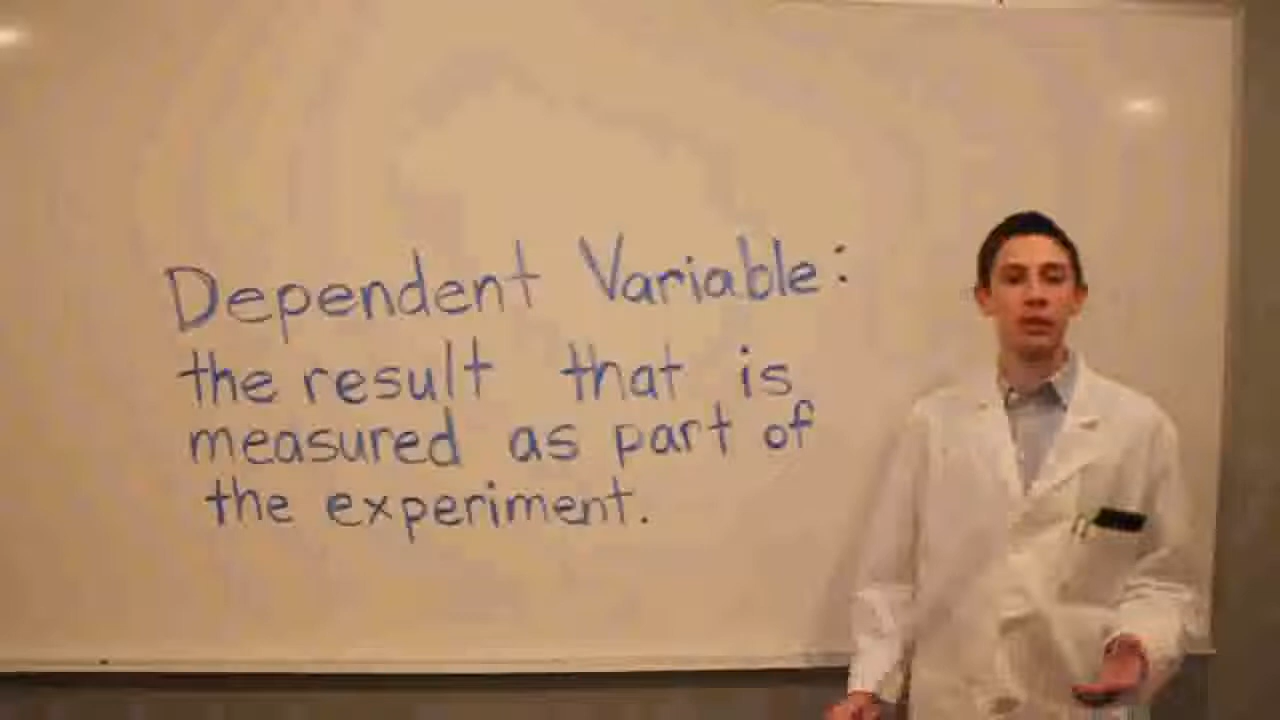 Dependent Variable:
the result that is
measured as part of
the experiment.